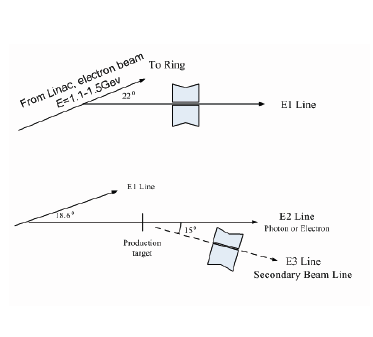 From Linac, electron beam
E=1.1-1.5Gev
To Ring
22°
E1 Line
E1 Line
18.6°
Production
target
15°
E2 Line
Photon or Electron
E3 Line
Secondary Beam Line